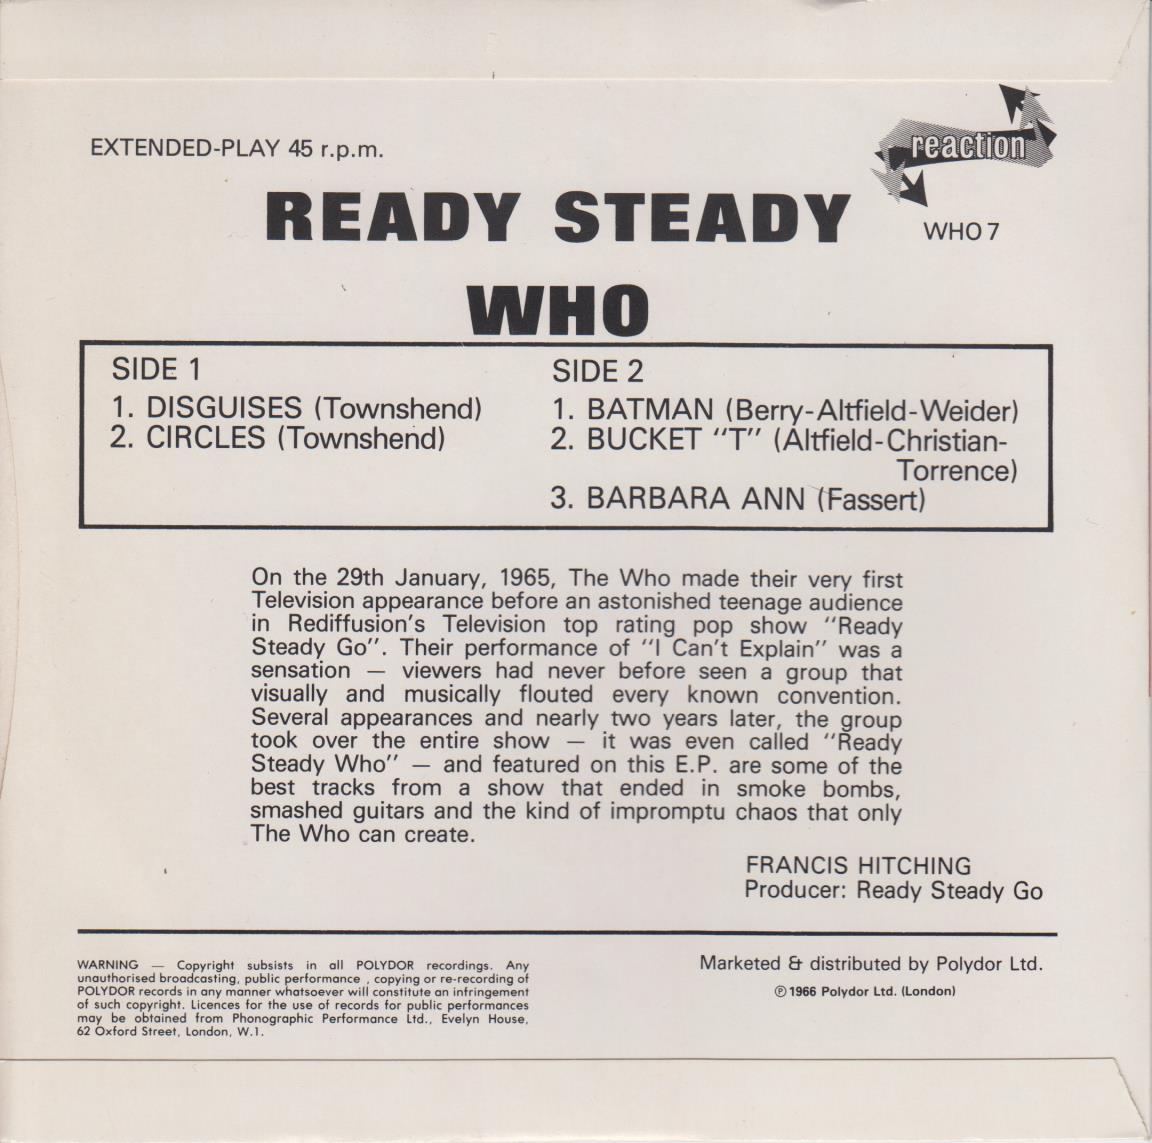 EXTENDED-PLAY 45 r.p.m.
reaction
READY STEADY
WHO 7
WHO
SIDE 1
1. DISGUISES (Townshend)
2. CIRCLES (Townshend)
SIDE 2
1. BATMAN (Berry-Altfield-Weider)
2. BUCKET "T" (Altfield-Christian-
Torrence)
3. BARBARA ANN (Fassert)
On the 29th January, 1965, The Who made their very first
Television appearance before an astonished teenage audience
in Rediffusion's Television top rating pop show "Ready
Steady Go". Their performance of "I Can't Explain" was a
sensation — viewers had never before seen a group that
visually and musically flouted every known convention.
Several appearances and nearly two years later, the group
took over the entire show — it was even called "Ready
Steady Who" — and featured on this E.P. are some of the
best tracks from a show that ended in smoke bombs,
smashed guitars and the kind of impromptu chaos that only
The Who can create.
FRANCIS HITCHING
Producer: Ready Steady Go
WARNING — Copyright subsists in all POLYDOR recordings. Any
unauthorised broadcasting, public performance , copying or re-recording of
POLYDOR records in any manner whatsoever will constitute an infringement
of such copyright. Licences for the use of records for public performances
may be obtained from Phonographic Performance Ltd., Evelyn House,
62 Oxford Street, London, W.1.
Marketed & distributed by Polydor Ltd.
℗ 1966 Polydor Ltd. (London)